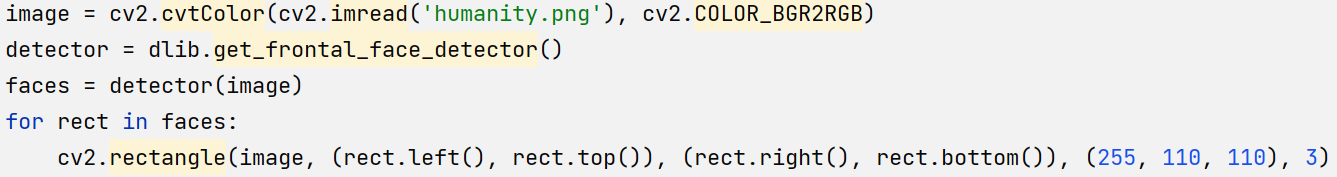 image = cv2.cvtColor(cv2.imread('humanity.png'), cv2.COLOR_BGR2RGB)
detector = dlib.get_frontal_face_detector()
faces = detector(image)
for rect in faces:
    cv2.rectangle(image, (rect.left(), rect.top()), (rect.right(), rect.bottom()), (255, 110, 110), 3)